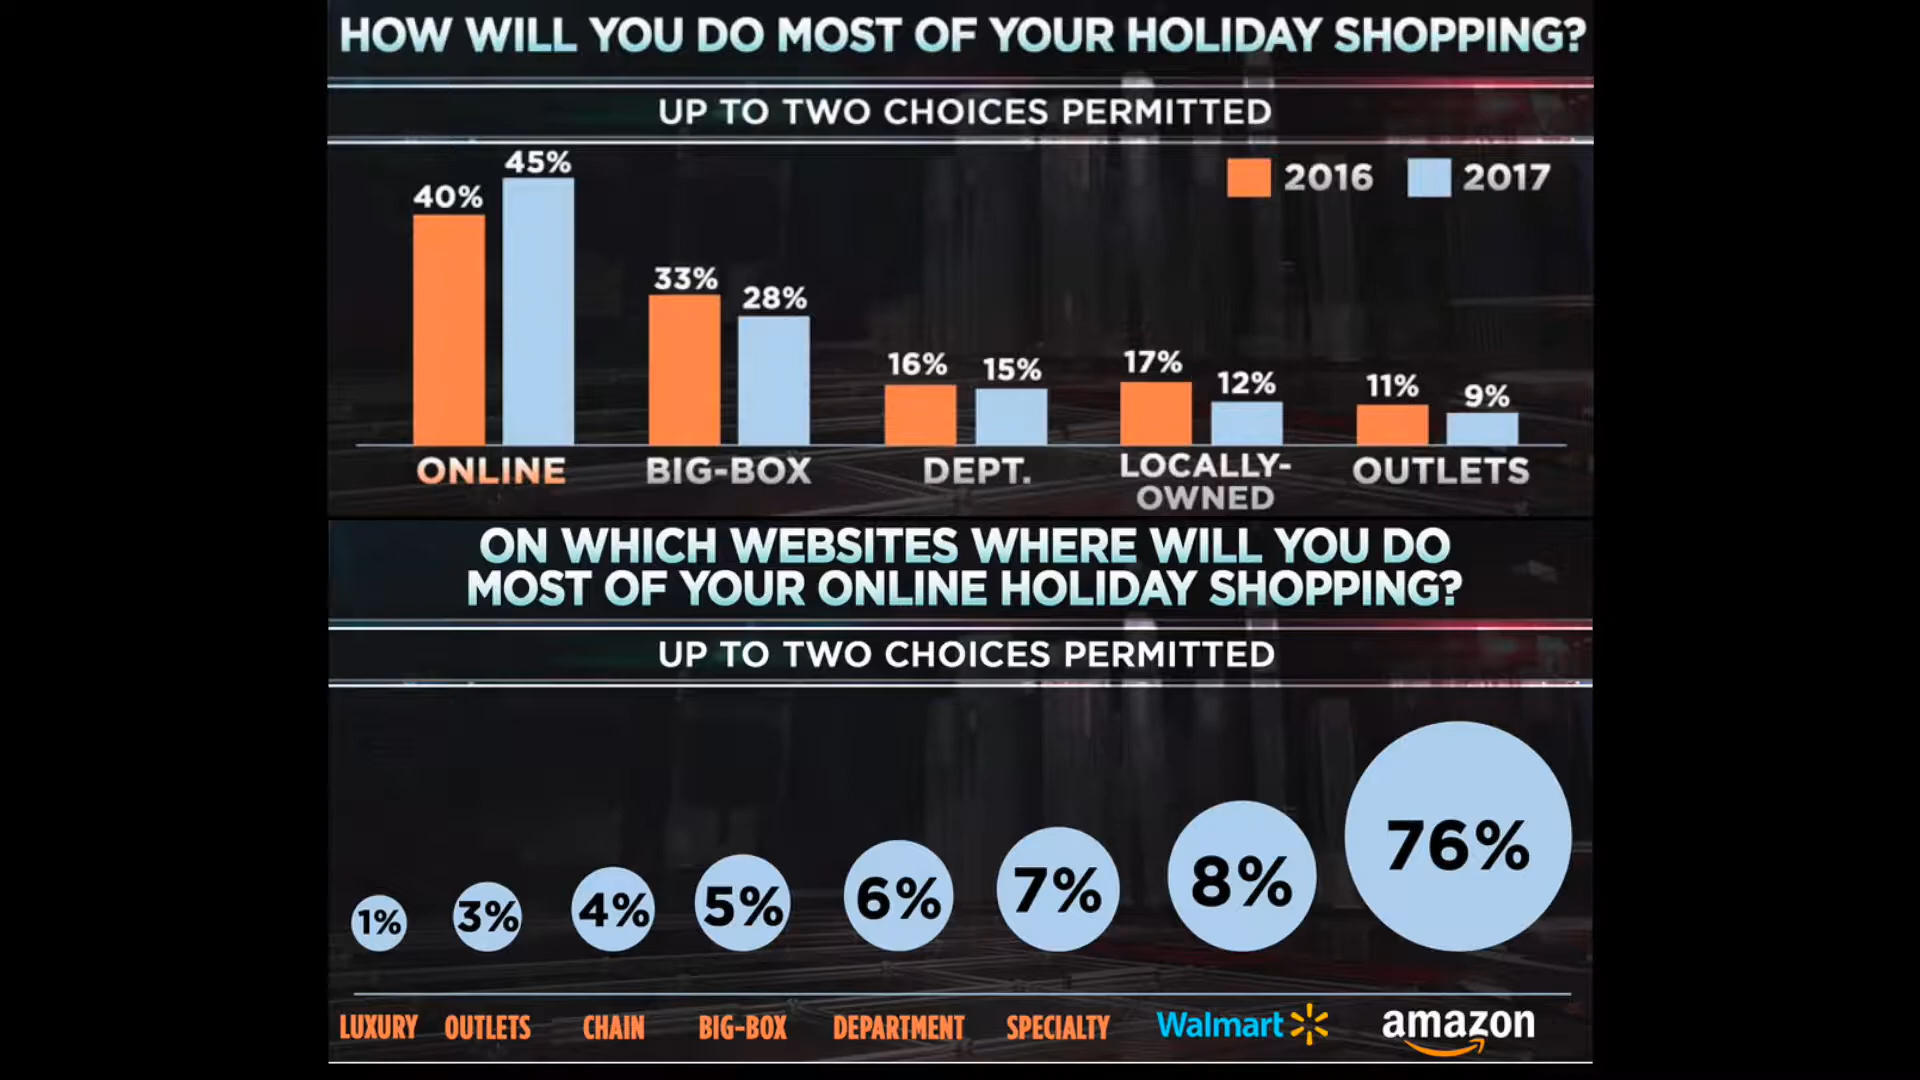 HOW WILL YOU DO MOST OF YOUR HOLIDAY SHOPPING?
UP TO TWO CHOICES PERMITTED
2016 2017
40% 45%
33% 28%
16% 15%
17% 12%
11% 9%
ONLINE
BIG-BOX
DEPT.
LOCALLY-
OWNED
OUTLETS
ON WHICH WEBSITES WHERE WILL YOU DO
MOST OF YOUR ONLINE HOLIDAY SHOPPING?
UP TO TWO CHOICES PERMITTED
1% 3% 4% 5% 6% 7% 8% 76%
LUXURY OUTLETS CHAIN BIG-BOX DEPARTMENT SPECIALTY Walmart amazon